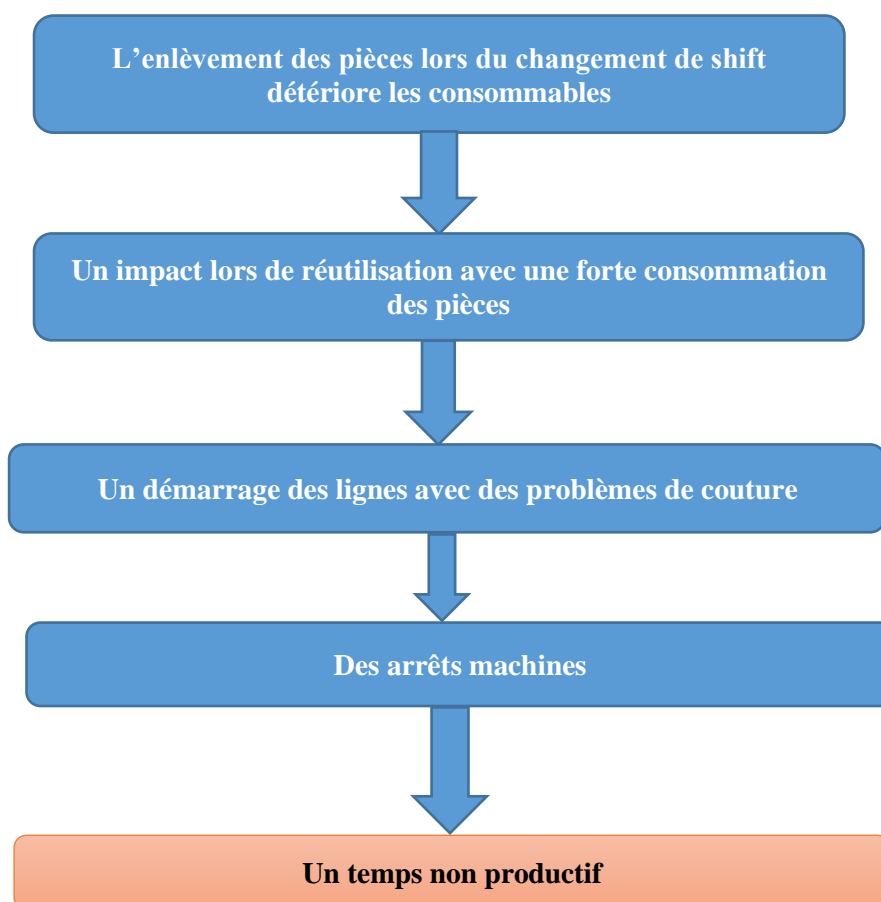 L'enlèvement des pièces lors du changement de shift
détériore les consommables
Un impact lors de réutilisation avec une forte consommation
des pièces
Un démarrage des lignes avec des problèmes de couture
Des arrêts machines
Un temps non productif